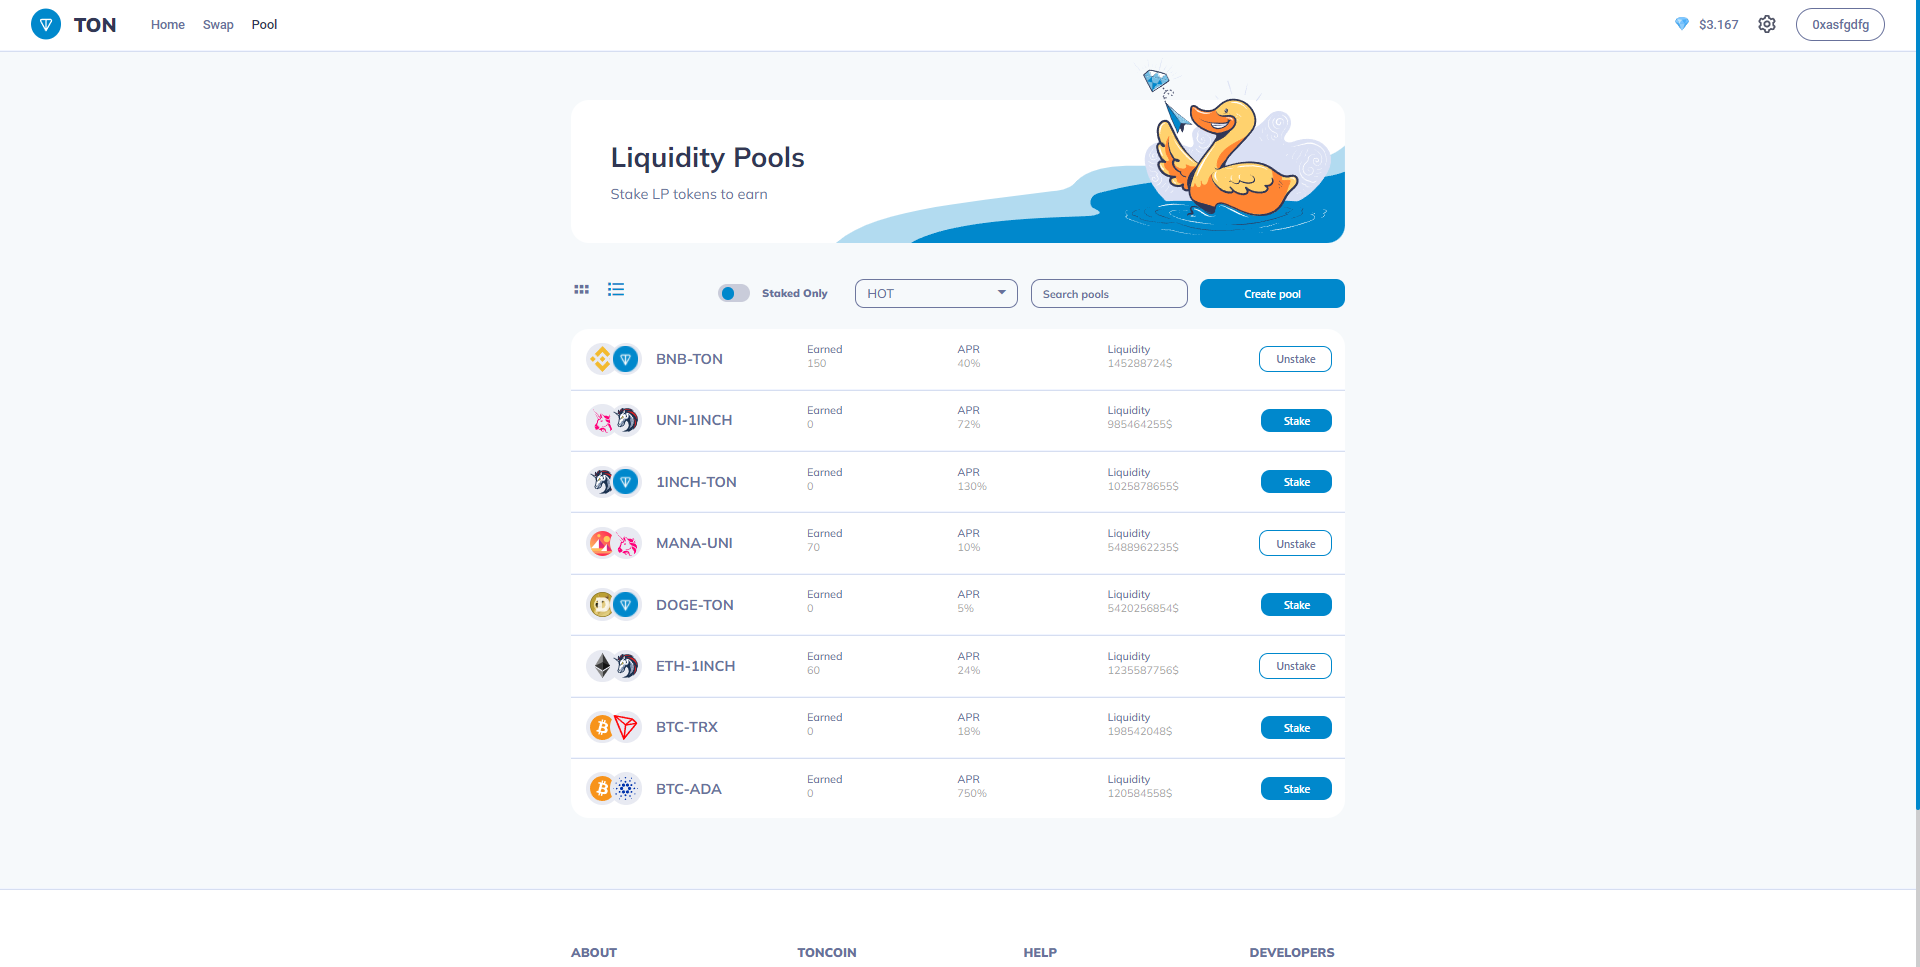 TON Home Swap Pool $3.167 0xasfgdfg
Liquidity Pools
Stake LP tokens to earn
Staked Only HOT Search pools Create pool
BNB-TON Earned APR Liquidity Unstake
150 40% 145288724$
UNI-1INCH Earned APR Liquidity Stake
0 72% 985464255$
1INCH-TON Earned APR Liquidity Stake
0 130% 1025878655$
MANA-UNI Earned APR Liquidity Unstake
70 10% 5488962235$
DOGE-TON Earned APR Liquidity Stake
0 5% 5420256854$
ETH-1INCH Earned APR Liquidity Unstake
60 24% 1235587756$
BTC-TRX Earned APR Liquidity Stake
0 18% 198542048$
BTC-ADA Earned APR Liquidity Stake
0 750% 120584558$
ABOUT TONCOIN HELP DEVELOPERS